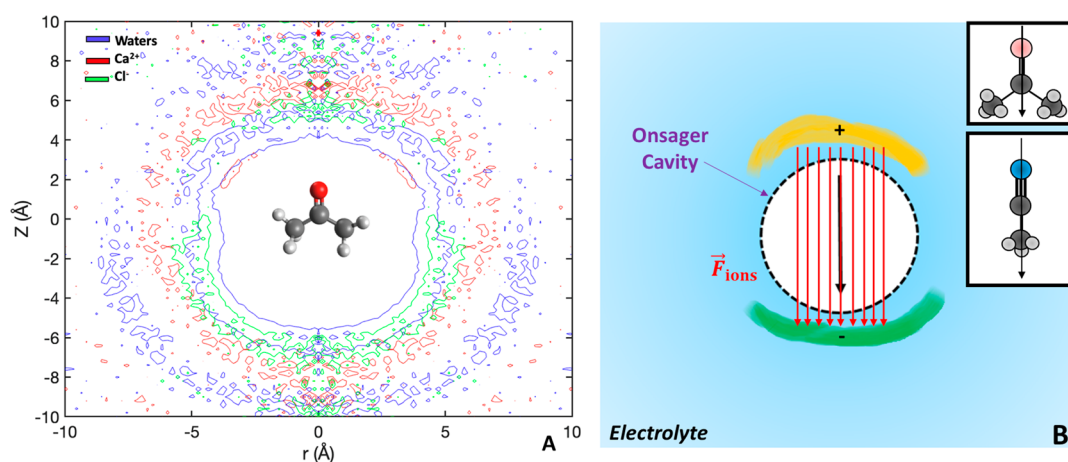 10
8
6
4
2
0
-2
-4
-6
-8
-10
Z (Å)
Waters
Ca²⁺
Cl⁻
-10 -5 0 5 10
r (Å)
A
B
Onsager
Cavity
+
F⃗ions
-
Electrolyte